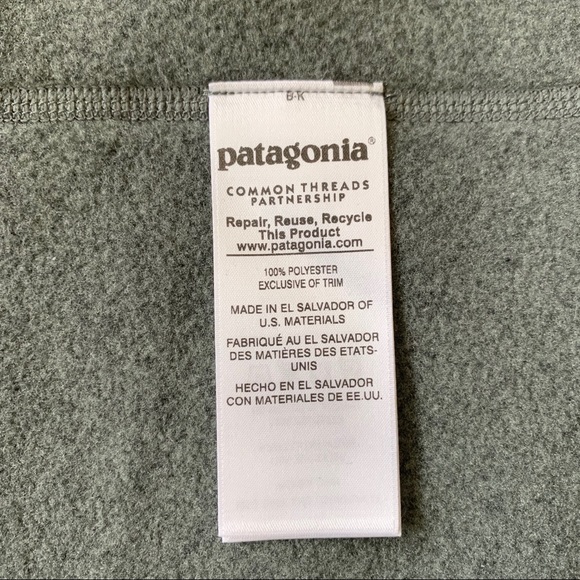 B-K
patagonia®
COMMON THREADS
PARTNERSHIP
Repair, Reuse, Recycle
This Product
www.patagonia.com
100% POLYESTER
EXCLUSIVE OF TRIM
MADE IN EL SALVADOR OF
U.S. MATERIALS
FABRIQUÉ AU EL SALVADOR
DES MATIÈRES DES ETATS-
UNIS
HECHO EN EL SALVADOR
CON MATERIALES DE EE.UU.